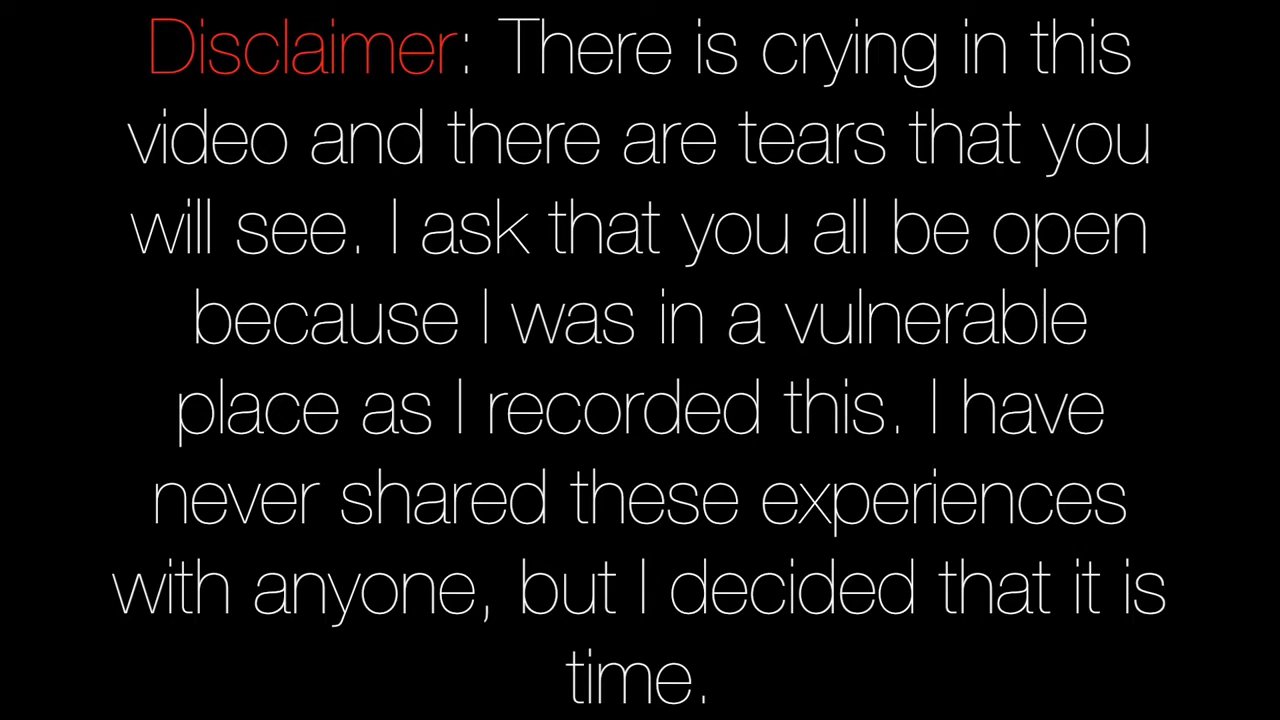 Disclaimer: There is crying in this
video and there are tears that you
will see. I ask that you all be open
because I was in a vulnerable
place as I recorded this. I have
never shared these experiences
with anyone, but I decided that it is
time.